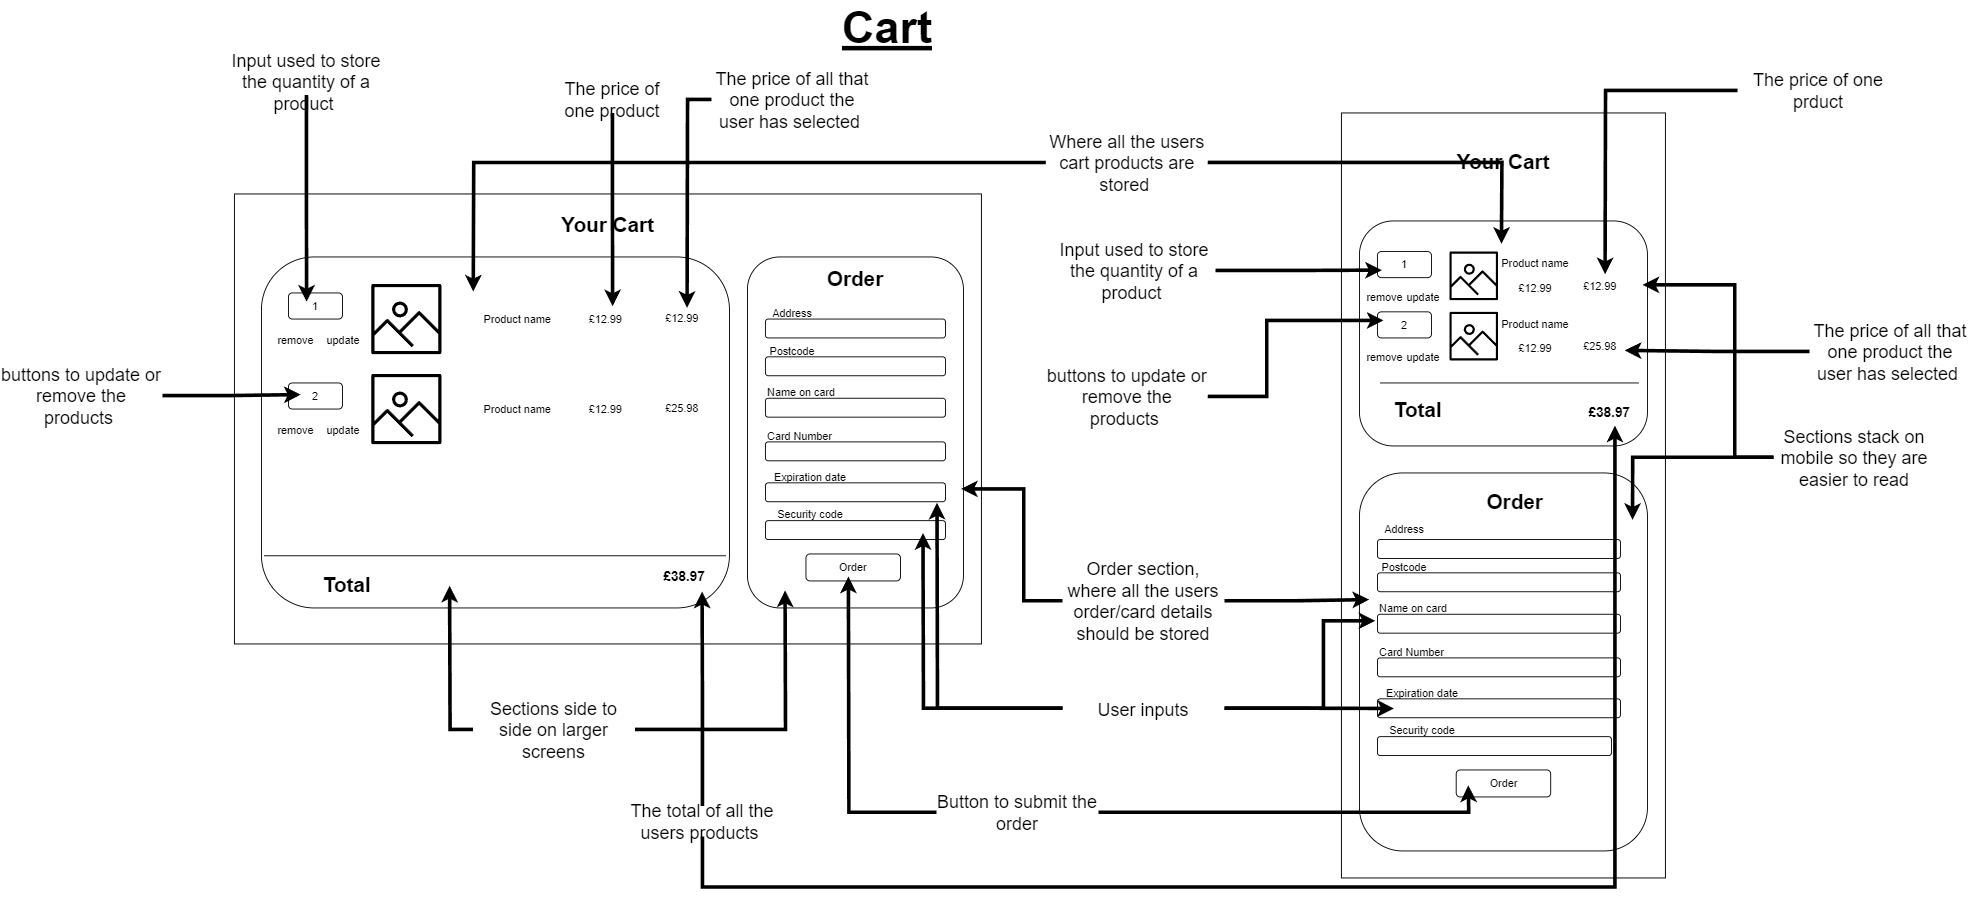 Cart
Input used to store
the quantity of a
product
The price of
one product
The price of all that
one product the
user has selected
Where all the users
cart products are
stored
The price of one
prduct
Your Cart
1
remove update
Product name
£12.99
£12.99
2
remove update
Product name
£12.99
£25.98
Total
£38.97
Order
Address
Postcode
Name on card
Card Number
Expiration date
Security code
Order
buttons to update or
remove the
products
Sections side to
side on larger
screens
The total of all the
users products
Input used to store
the quantity of a
product
buttons to update or
remove the
products
Order section,
where all the users
order/card details
should be stored
User inputs
Button to submit the
order
Your Cart
1
remove update
Product name
£12.99
£12.99
2
remove update
Product name
£12.99
£25.98
Total
£38.97
Order
Address
Postcode
Name on card
Card Number
Expiration date
Security code
Order
The price of all that
one product the
user has selected
Sections stack on
mobile so they are
easier to read